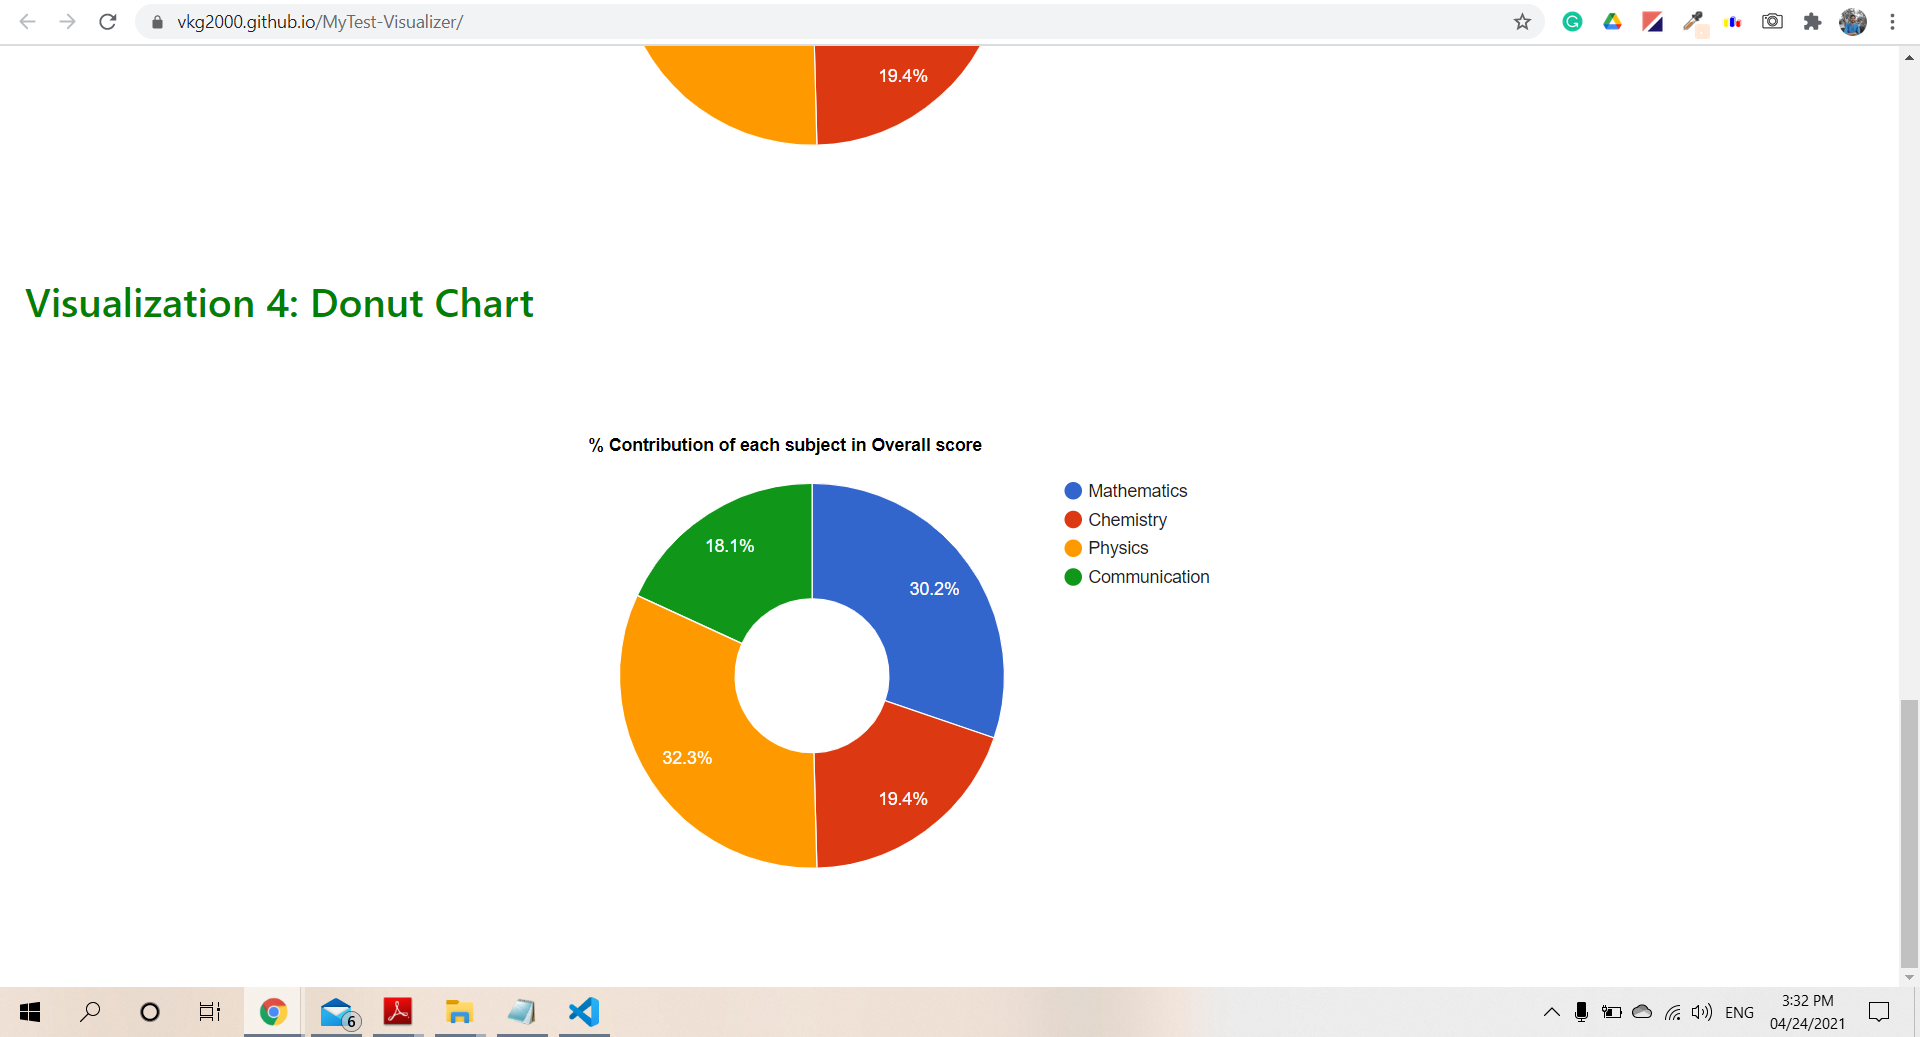 vkg2000.github.io/MyTest-Visualizer/
19.4%
Visualization 4: Donut Chart
% Contribution of each subject in Overall score
Mathematics
Chemistry
Physics
Communication
18.1%
30.2%
32.3%
19.4%
6
ENG
3:32 PM
04/24/2021